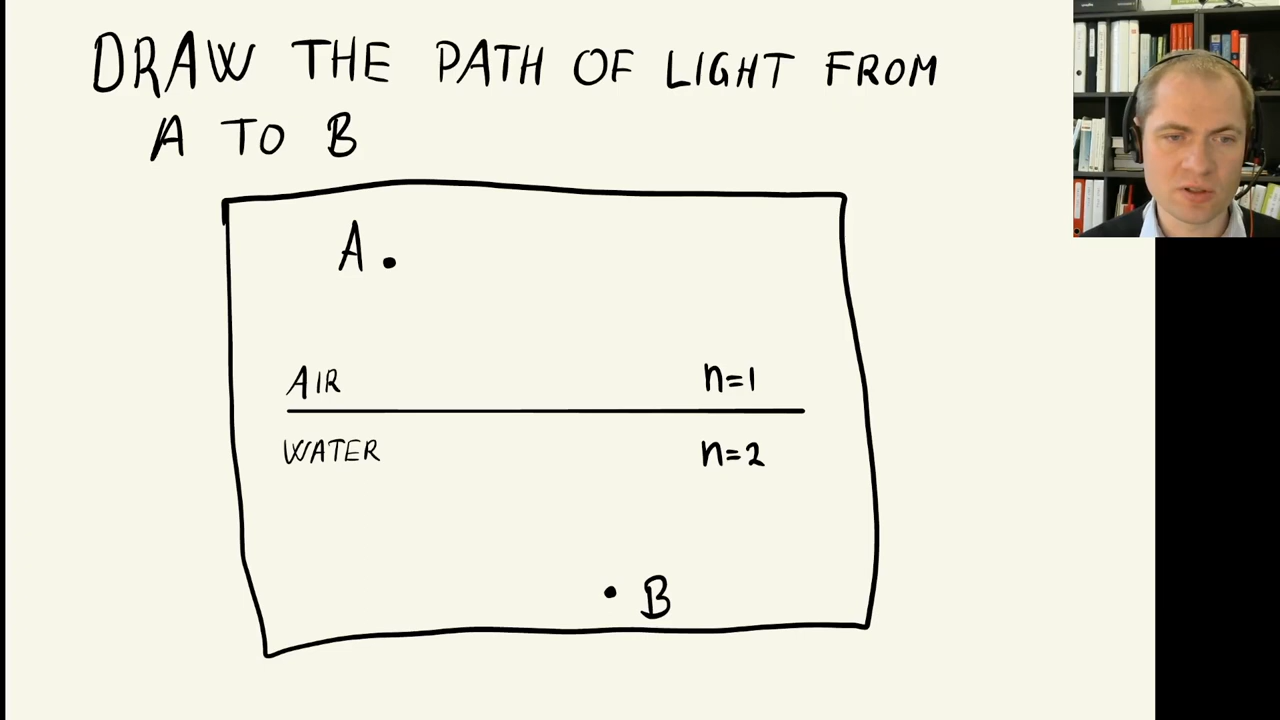 DRAW THE PATH OF LIGHT FROM
A TO B
A
AIR n=1
WATER n=2
B